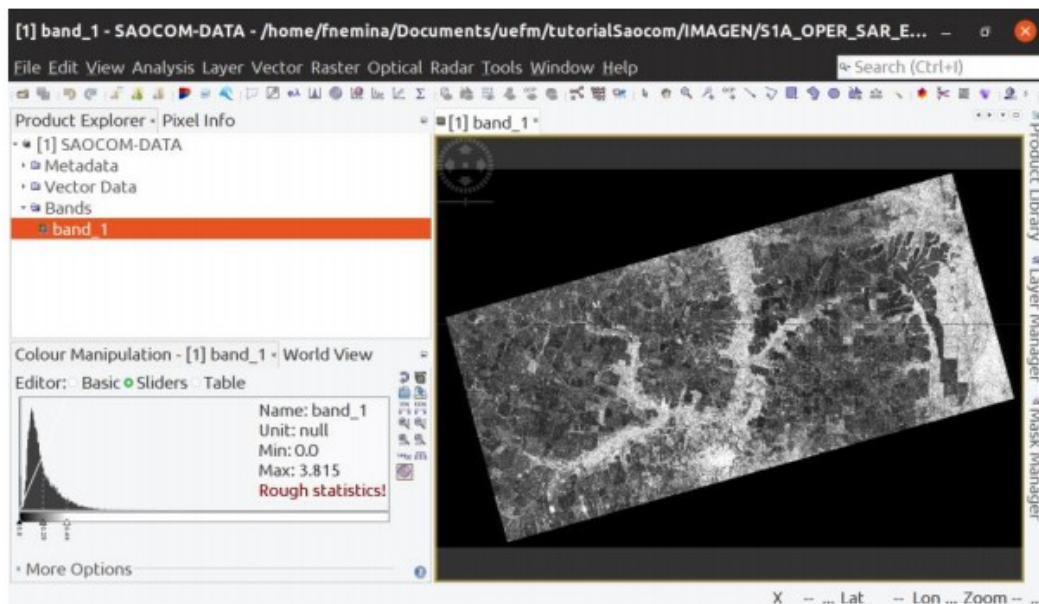 [1] band_1 - SAOCOM-DATA - /home/fnemina/Documents/uefm/tutorialSaocom/IMAGEN/S1A_OPER_SAR_E...
File Edit View Analysis Layer Vector Raster Optical Radar Tools Window Help
Search (Ctrl+I)
Product Explorer Pixel Info
[1] SAOCOM-DATA
Metadata
Vector Data
Bands
band_1
[1] band_1
Product Library
Layer Manager
Mask Manager
Colour Manipulation - [1] band_1 World View
Editor: Basic Sliders Table
Name: band_1
Unit: null
Min: 0.0
Max: 3.815
Rough statistics!
More Options
X -- ... Lat -- Lon ... Zoom -- ...